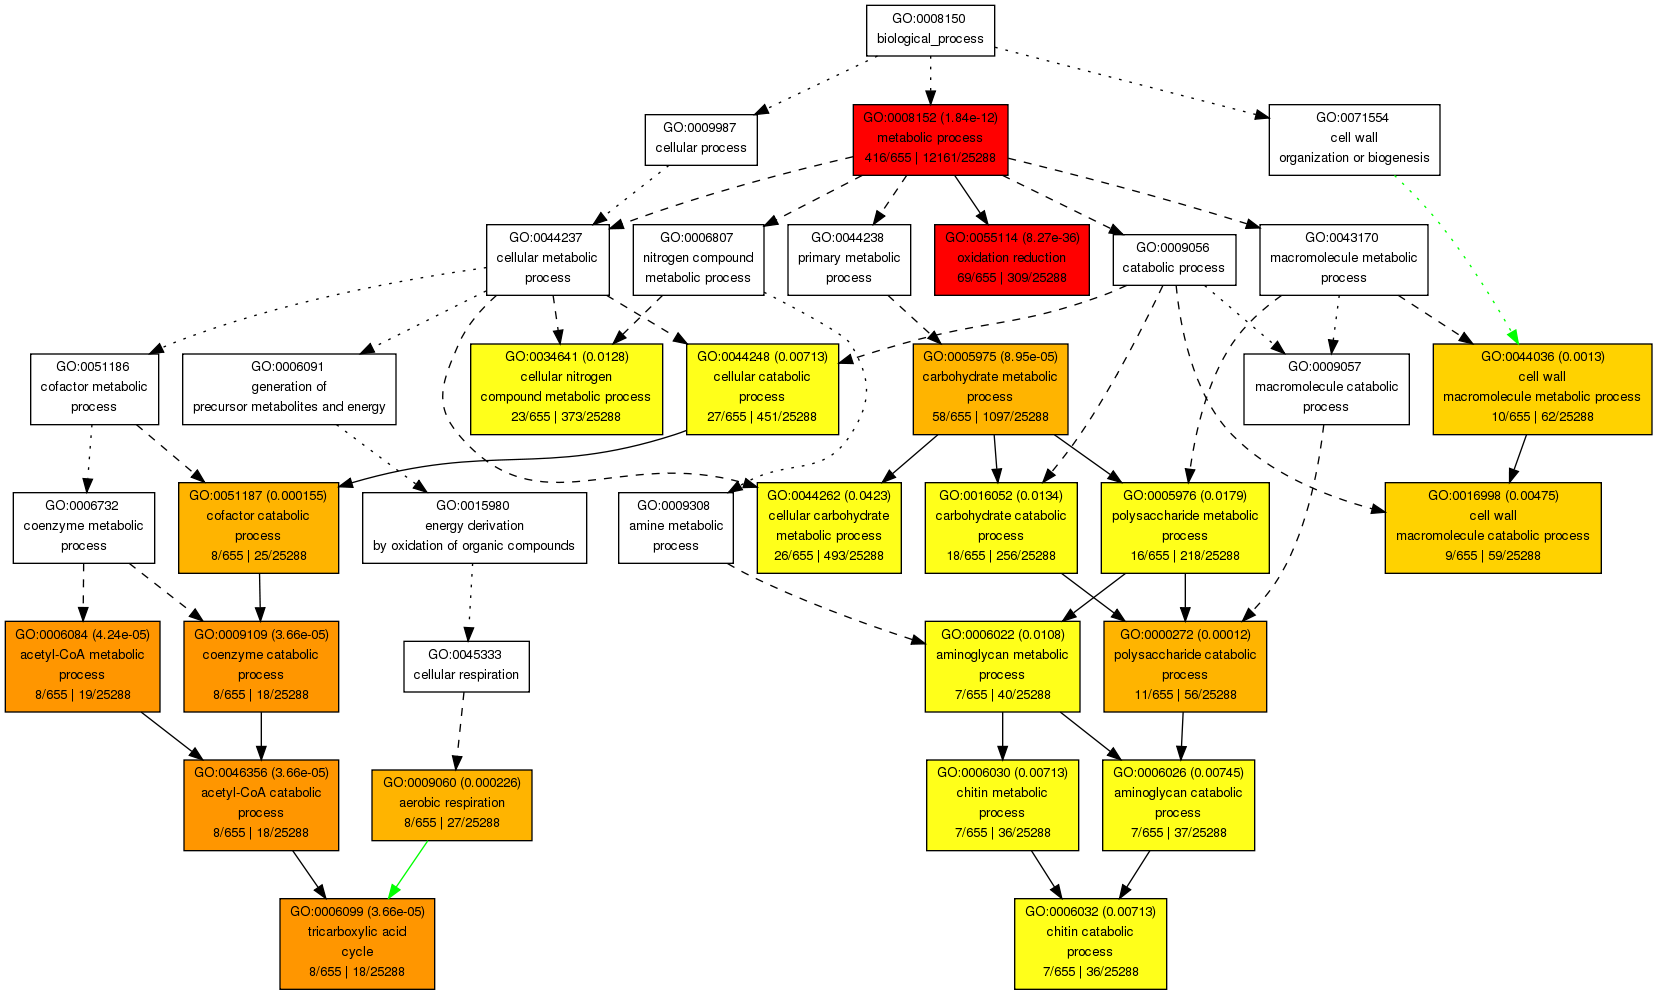 GO:0008150
biological_process
GO:0009987
cellular process
GO:0008152 (1.84e-12)
metabolic process
416/655 | 12161/25288
GO:0071554
cell wall
organization or biogenesis
GO:0044237
cellular metabolic
process
GO:0006807
nitrogen compound
metabolic process
GO:0044238
primary metabolic
process
GO:0055114 (8.27e-36)
oxidation reduction
69/655 | 309/25288
GO:0009056
catabolic process
GO:0043170
macromolecule metabolic
process
GO:0051186
cofactor metabolic
process
GO:0006091
generation of
precursor metabolites and energy
GO:0034641 (0.0128)
cellular nitrogen
compound metabolic process
23/655 | 373/25288
GO:0044248 (0.00713)
cellular catabolic
process
27/655 | 451/25288
GO:0005975 (8.95e-05)
carbohydrate metabolic
process
58/655 | 1097/25288
GO:0009057
macromolecule catabolic
process
GO:0044036 (0.0013)
cell wall
macromolecule metabolic process
10/655 | 62/25288
GO:0006732
coenzyme metabolic
process
GO:0051187 (0.000155)
cofactor catabolic
process
8/655 | 25/25288
GO:0015980
energy derivation
by oxidation of organic compounds
GO:0009308
amine metabolic
process
GO:0044262 (0.0423)
cellular carbohydrate
metabolic process
26/655 | 493/25288
GO:0016052 (0.0134)
carbohydrate catabolic
process
18/655 | 256/25288
GO:0005976 (0.0179)
polysaccharide metabolic
process
16/655 | 218/25288
GO:0016998 (0.00475)
cell wall
macromolecule catabolic process
9/655 | 59/25288
GO:0006084 (4.24e-05)
acetyl-CoA metabolic
process
8/655 | 19/25288
GO:0009109 (3.66e-05)
coenzyme catabolic
process
8/655 | 18/25288
GO:0045333
cellular respiration
GO:0006022 (0.0108)
aminoglycan metabolic
process
7/655 | 40/25288
GO:0000272 (0.00012)
polysaccharide catabolic
process
11/655 | 56/25288
GO:0046356 (3.66e-05)
acetyl-CoA catabolic
process
8/655 | 18/25288
GO:0009060 (0.000226)
aerobic respiration
8/655 | 27/25288
GO:0006030 (0.00713)
chitin metabolic
process
7/655 | 36/25288
GO:0006026 (0.00745)
aminoglycan catabolic
process
7/655 | 37/25288
GO:0006099 (3.66e-05)
tricarboxylic acid
cycle
8/655 | 18/25288
GO:0006032 (0.00713)
chitin catabolic
process
7/655 | 36/25288